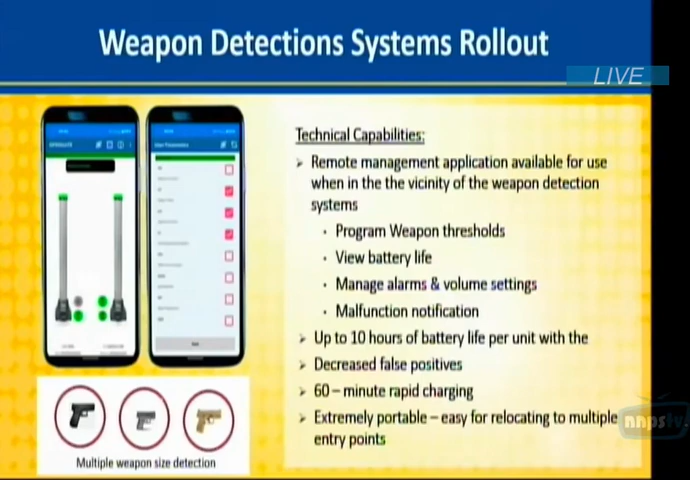 Weapon Detections Systems Rollout
LIVE
Technical Capabilities:
➢ Remote management application available for use
when in the the vicinity of the weapon detection
systems
• Program Weapon thresholds
• View battery life
• Manage alarms & volume settings
• Malfunction notification
➢ Up to 10 hours of battery life per unit with the
➢ Decreased false positives
➢ 60 – minute rapid charging
➢ Extremely portable – easy for relocating to multiple
entry points
nnpstv
Multiple weapon size detection